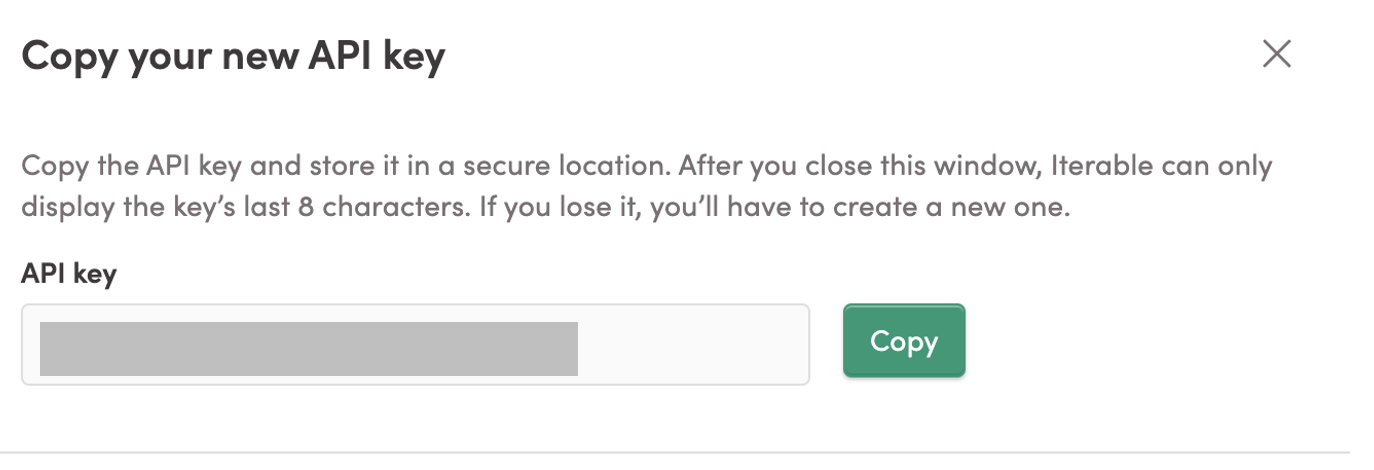 Copy your new API key
Copy the API key and store it in a secure location. After you close this window, Iterable can only
display the key’s last 8 characters. If you lose it, you’ll have to create a new one.
API key
Copy